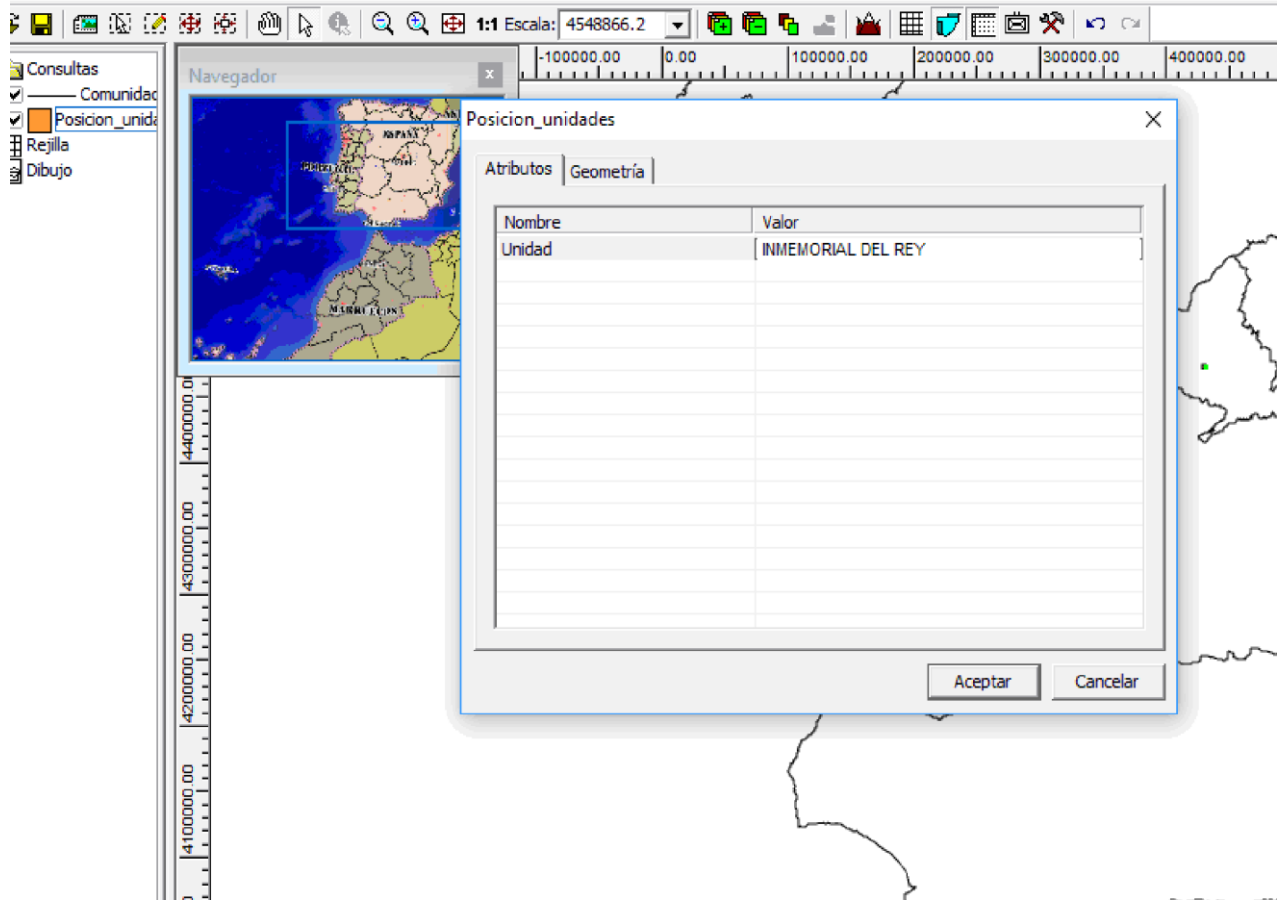 1:1 Escala: 4548866.2
Consultas
Comunidad
Posicion_unida
Rejilla
Dibujo
Navegador
-100000.00 0.00 100000.00 200000.00 300000.00 400000.00
ESPAÑA
MARRUECOS
Posicion_unidades
Atributos Geometría
Nombre Valor
Unidad INMEMORIAL DEL REY
Aceptar Cancelar
4400000.00
4300000.00
4200000.00
4100000.00